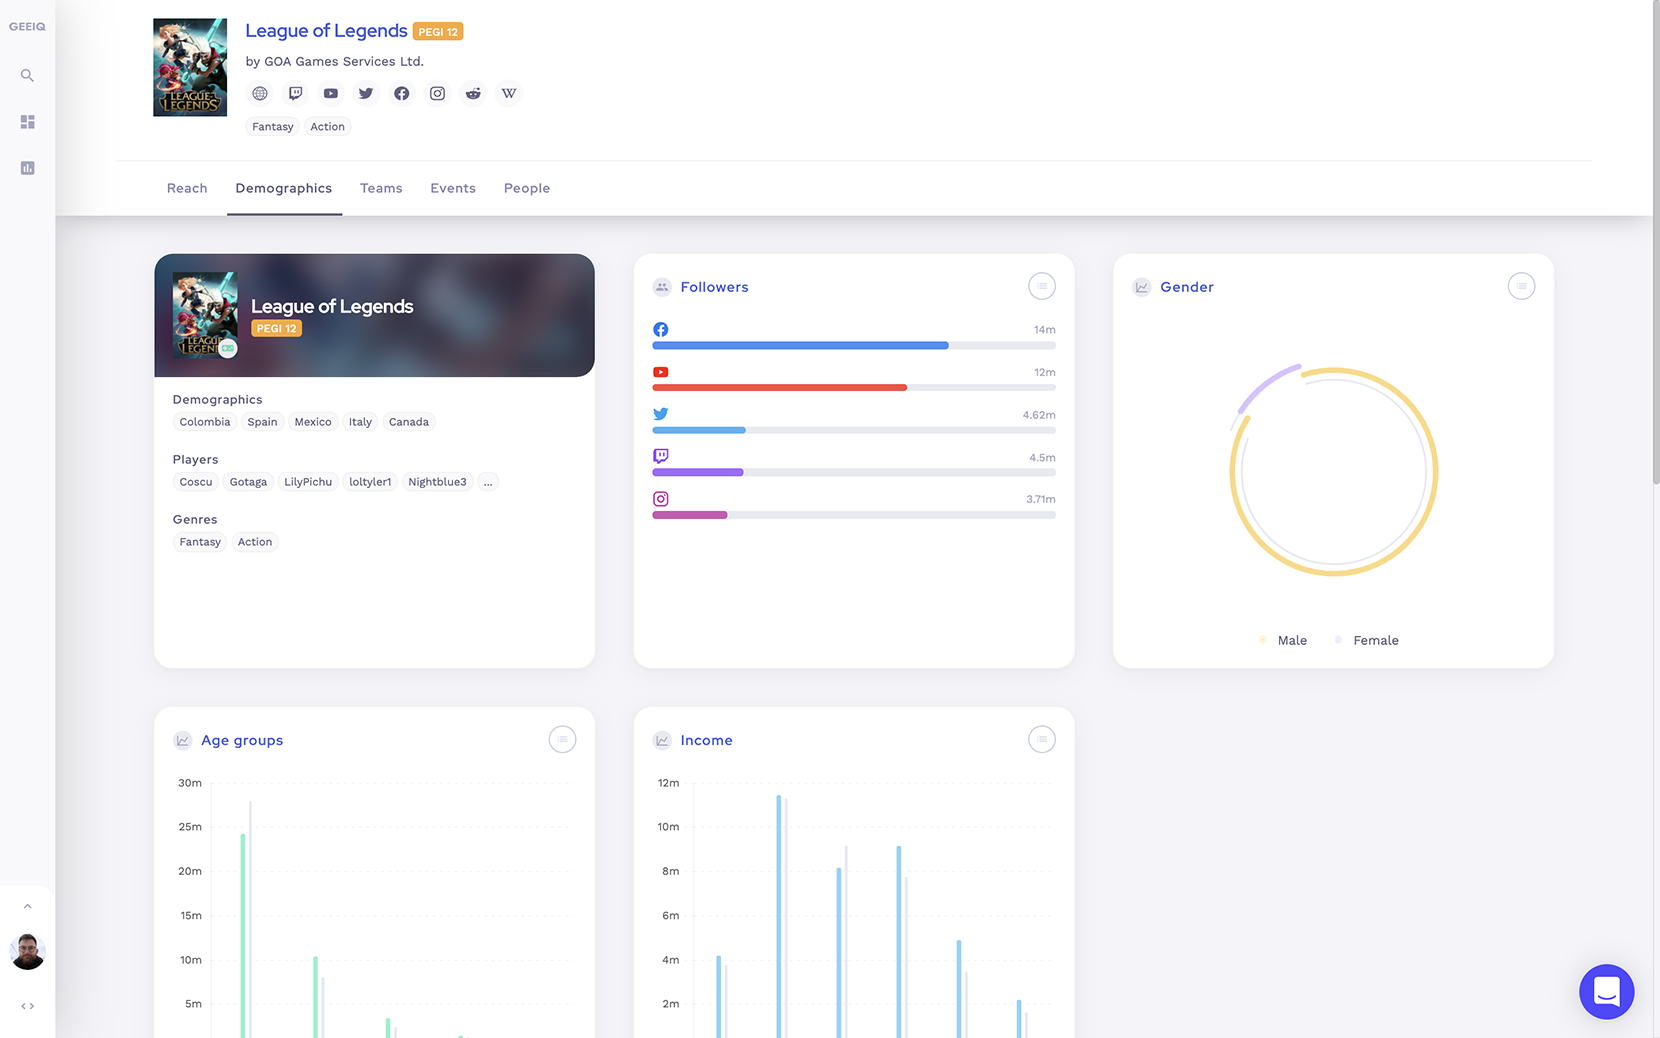 GEEIQ
League of Legends PEGI 12
by GOA Games Services Ltd.
LEAGUE
LEGENDS
Fantasy Action
Reach Demographics Teams Events People
League of Legends
PEGI 12
Demographics
Colombia Spain Mexico Italy Canada
Players
Coscu Gotaga LilyPichu loltyler1 Nightblue3 ...
Genres
Fantasy Action
Followers
14m
12m
4.62m
4.5m
3.71m
Gender
Male Female
Age groups
30m
25m
20m
15m
10m
5m
Income
12m
10m
8m
6m
4m
2m